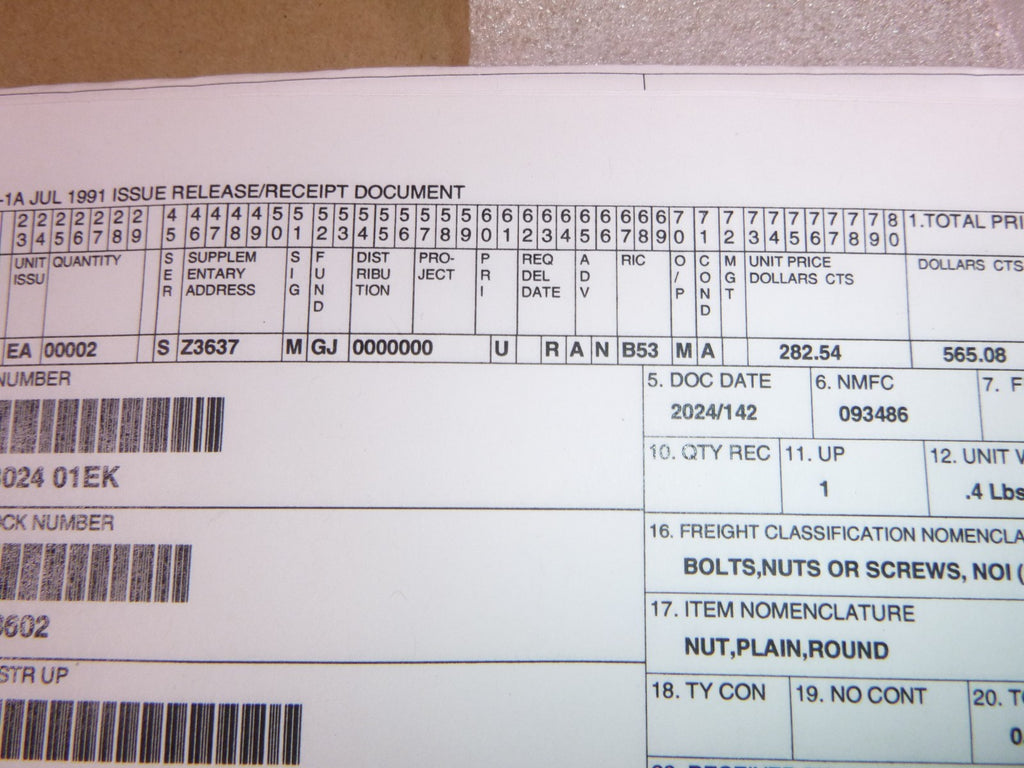 -1A JUL 1991 ISSUE RELEASE/RECEIPT DOCUMENT
2 2 2 2 2 2 2 4 4 4 4 4 5 5 5 5 5 5 5 5 5 5 6 6 6 6 6 6 6 6 6 6 7 7 7 7 7 7 7 7 7 7 8 1.TOTAL PRI
3 4 5 6 7 8 9 5 6 7 8 9 0 1 2 3 4 5 6 7 8 9 0 1 2 3 4 5 6 7 8 9 0 1 2 3 4 5 6 7 8 9 0
UNIT ISSU
QUANTITY
SER
SUPPLEM ENTARY ADDRESS
SIG
FUND
DIST RIBU TION
PRO- JECT
PRI
REQ DEL DATE
ADV
RIC
O/P
COND
MGT
UNIT PRICE
DOLLARS CTS
DOLLARS CTS
EA 00002 S Z3637 M GJ 0000000 U R A N B53 M A 282.54 565.08
NUMBER
5. DOC DATE
2024/142
6. NMFC
093486
7. F
024 01EK
10. QTY REC
11. UP
1
12. UNIT W
.4 Lbs
CK NUMBER
16. FREIGHT CLASSIFICATION NOMENCLA
BOLTS,NUTS OR SCREWS, NOI (
3602
17. ITEM NOMENCLATURE
NUT,PLAIN,ROUND
STR UP
18. TY CON
19. NO CONT
20. TO
0.